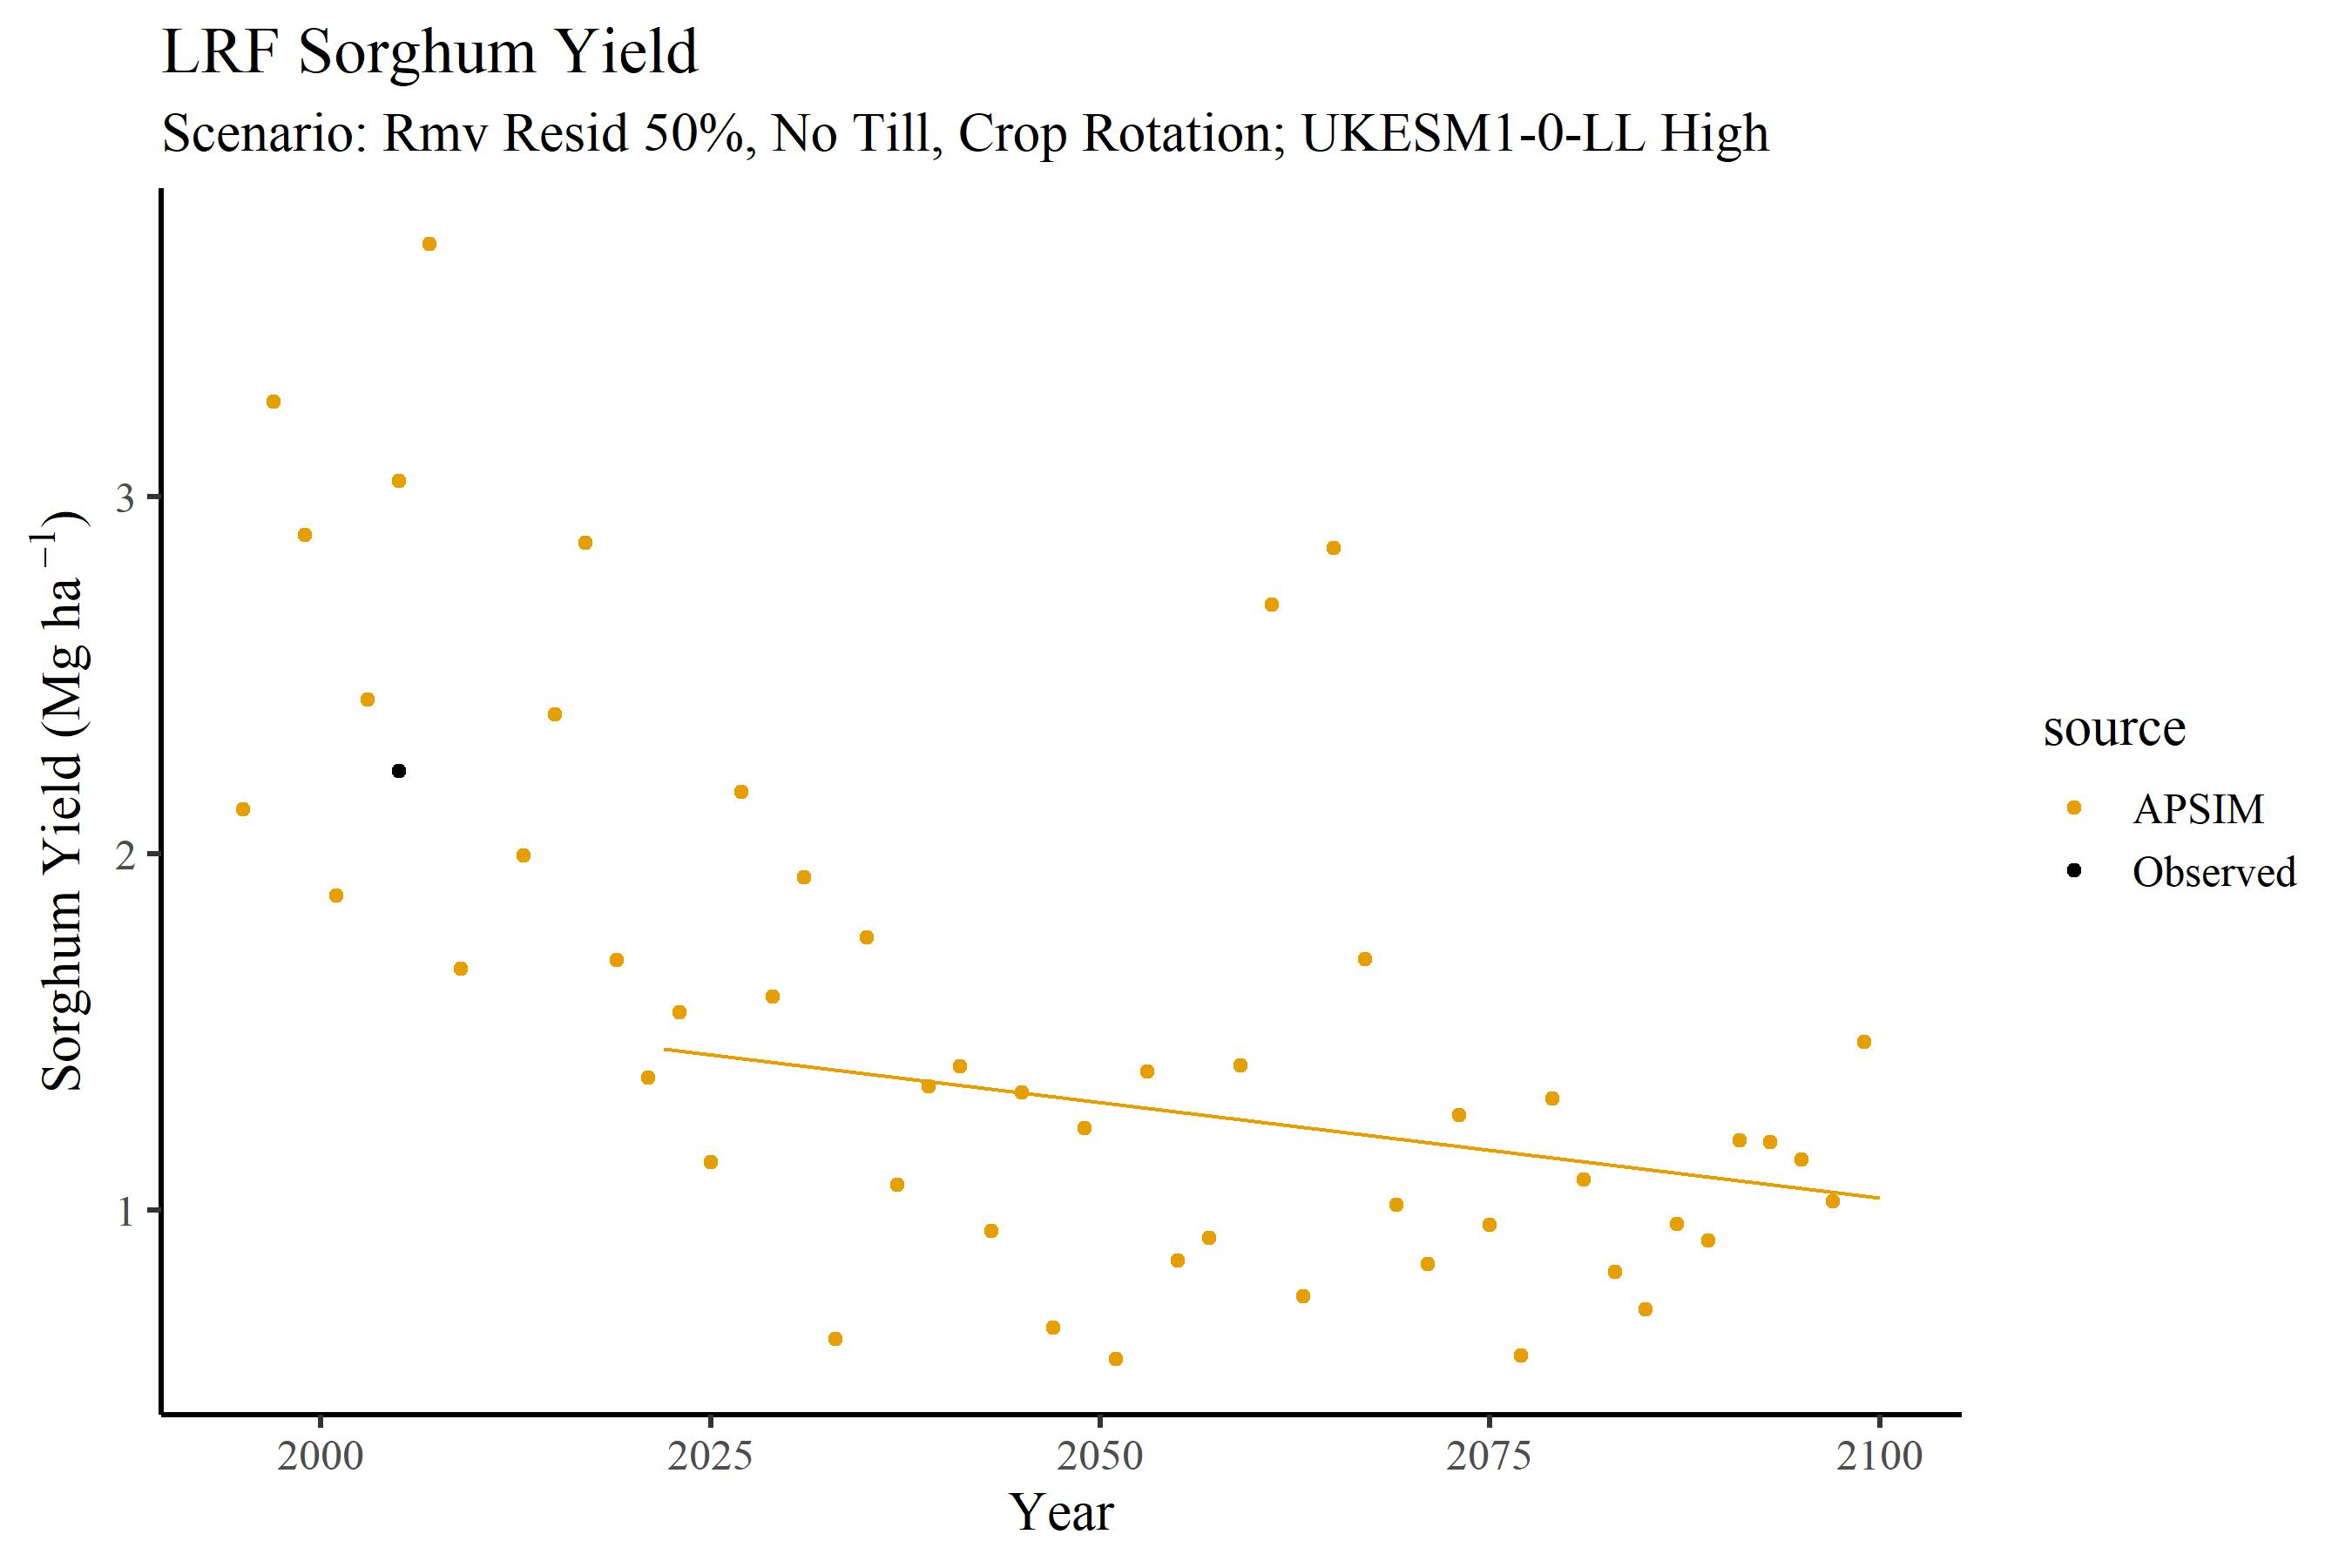 LRF Sorghum Yield
Scenario: Rmv Resid 50%, No Till, Crop Rotation; UKESM1-0-LL High
Sorghum Yield (Mg ha⁻¹)
3
2
1
2000
2025
2050
2075
2100
Year
source
APSIM
Observed